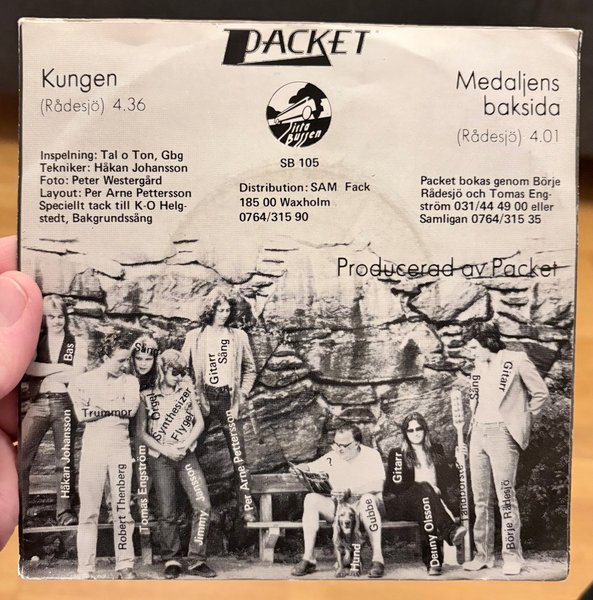 PACKET
Kungen
(Rådesjö) 4.36
Medaljens
baksida
(Rådesjö) 4.01
Sista
Bussen
SB 105
Inspelning: Tal o Ton, Gbg
Tekniker: Håkan Johansson
Foto: Peter Westergård
Layout: Per Arne Pettersson
Speciellt tack till K-O Helg-
stedt, Bakgrundssång
Distribution: SAM Fack
185 00 Waxholm
0764/315 90
Packet bokas genom Börje
Rådesjö och Tomas Eng-
ström 031/44 49 00 eller
Samligan 0764/315 35
Producerad av Packet
Bas
Håkan Johansson
Trummor
Robert Thenberg
Sång
Tomas Engström
Orgel
Synthesizer
Flygel
Jimmy Jansson
Gitarr
Sång
Per Arne Pettersson
?
Hund
Gubbe
Gitarr
Denny Olsson
Sång
Gitarr
Börje Rådesjö